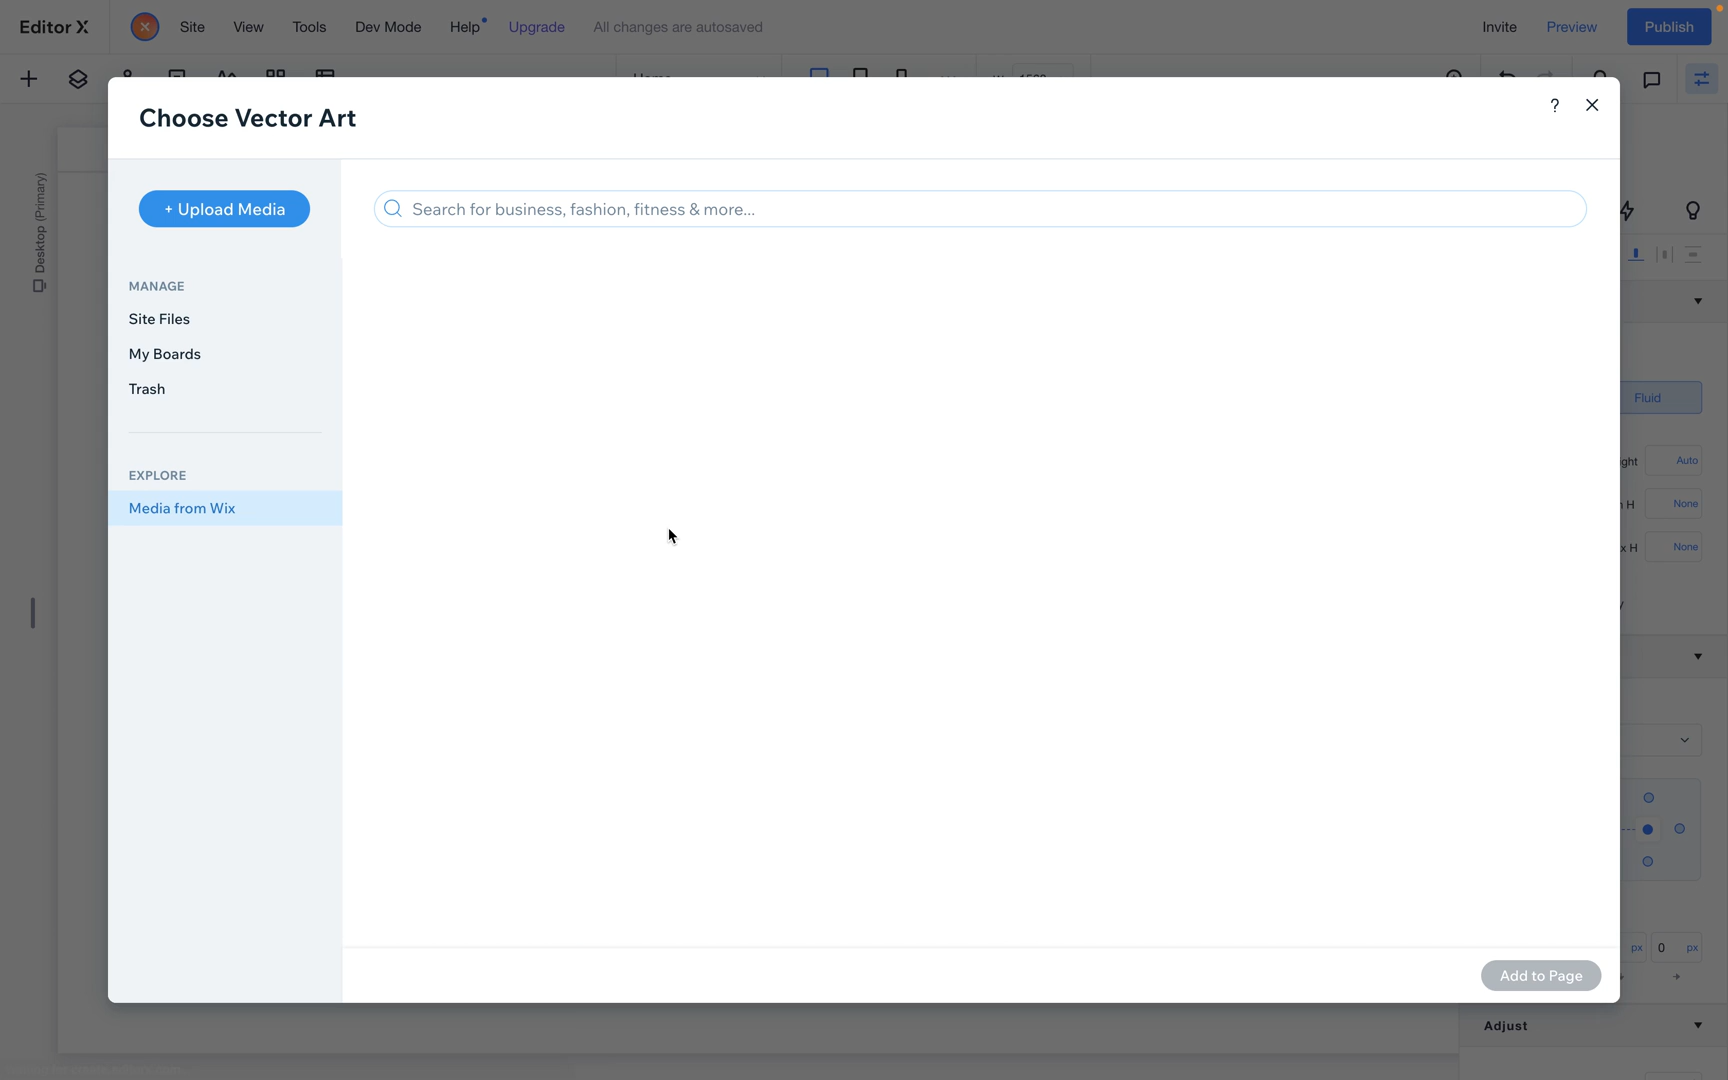 Editor X
Site
View
Tools
Dev Mode
Help
Upgrade
All changes are autosaved
Invite
Preview
Publish
Choose Vector Art
?
+ Upload Media
Search for business, fashion, fitness & more...
Desktop (Primary)
MANAGE
Site Files
My Boards
Trash
EXPLORE
Media from Wix
Fluid
Auto
None
None
px
0
px
Add to Page
Adjust